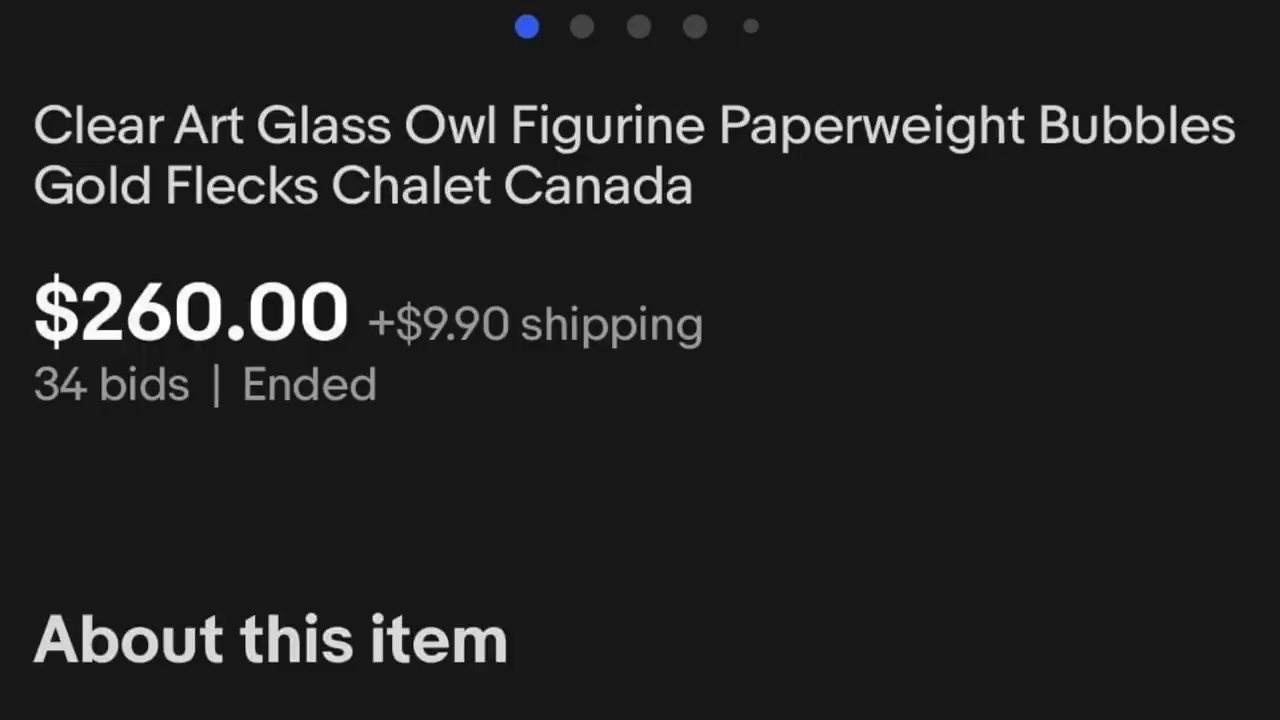 Clear Art Glass Owl Figurine Paperweight Bubbles
Gold Flecks Chalet Canada
$260.00 +$9.90 shipping
34 bids | Ended
About this item